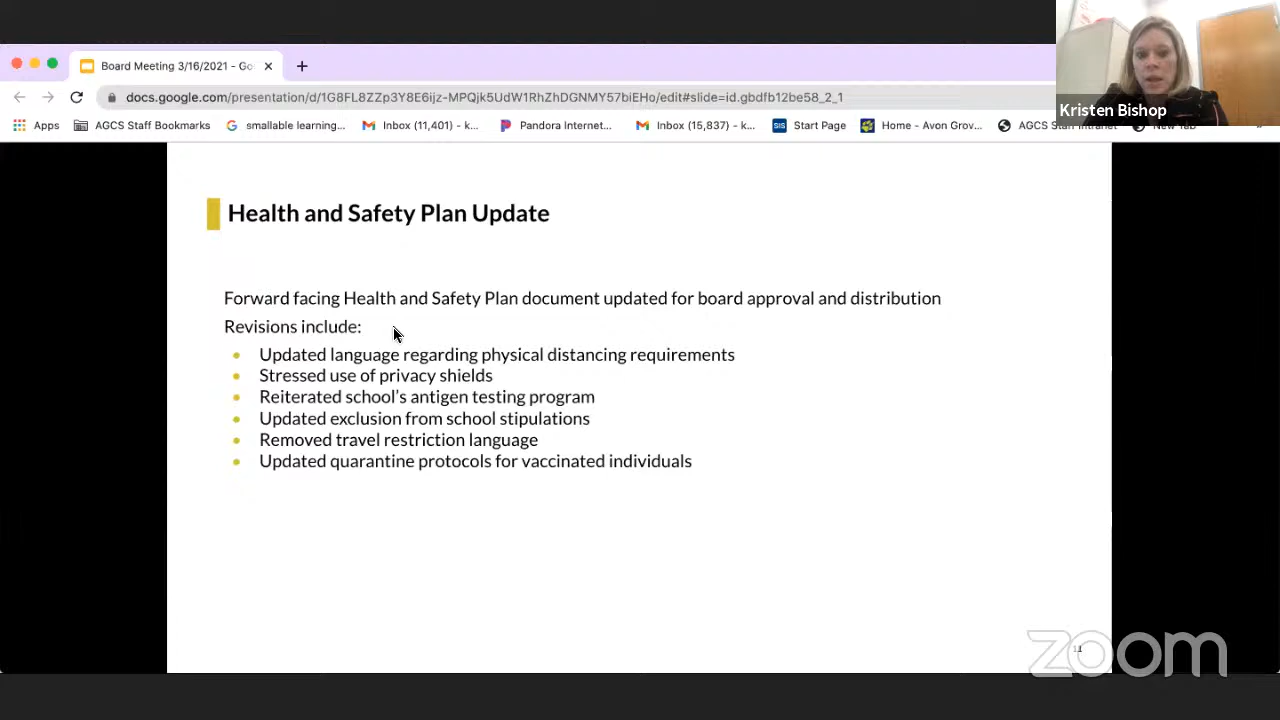 Kristen Bishop
Board Meeting 3/16/2021 - Go
docs.google.com/presentation/d/1G8FL8ZZp3Y8E6ijz-MPQjk5UdW1RhZhDGNMY57biEHo/edit#slide=id.gbdfb12be58_2_1
Apps AGCS Staff Bookmarks smallable learning... Inbox (11,401) - k... Pandora Internet... Inbox (15,837) - k... SIS Start Page Home - Avon Grov... AGCS Staff Intranet New Tab
Health and Safety Plan Update
Forward facing Health and Safety Plan document updated for board approval and distribution
Revisions include:
Updated language regarding physical distancing requirements
Stressed use of privacy shields
Reiterated school's antigen testing program
Updated exclusion from school stipulations
Removed travel restriction language
Updated quarantine protocols for vaccinated individuals
11
zoom